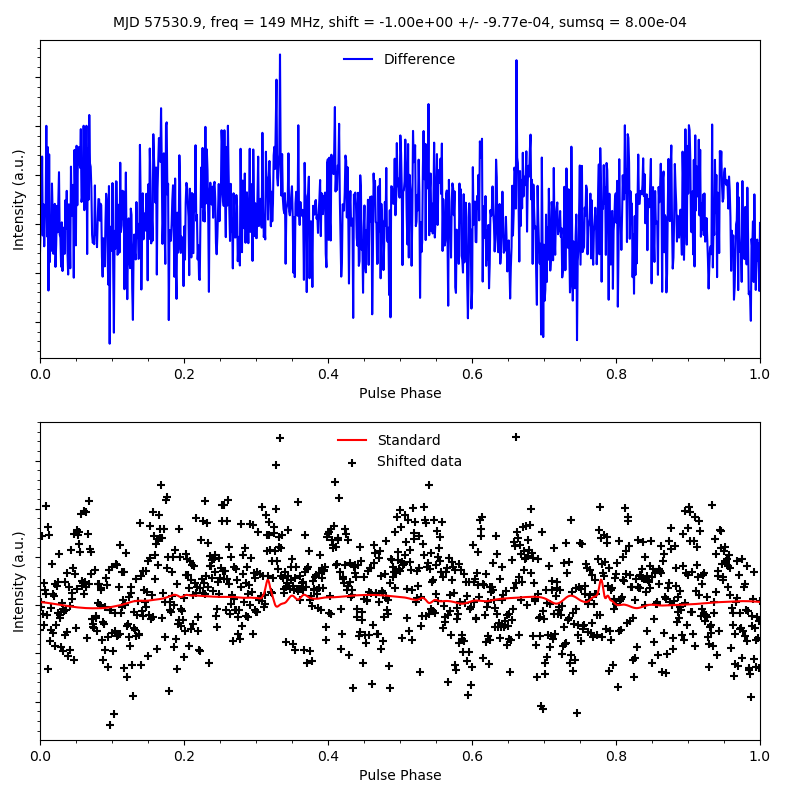 MJD 57530.9, freq = 149 MHz, shift = -1.00e+00 +/- -9.77e-04, sumsq = 8.00e-04
Difference
Intensity (a.u.)
0.0 0.2 0.4 0.6 0.8 1.0
Pulse Phase
Standard
Shifted data
Intensity (a.u.)
0.0 0.2 0.4 0.6 0.8 1.0
Pulse Phase